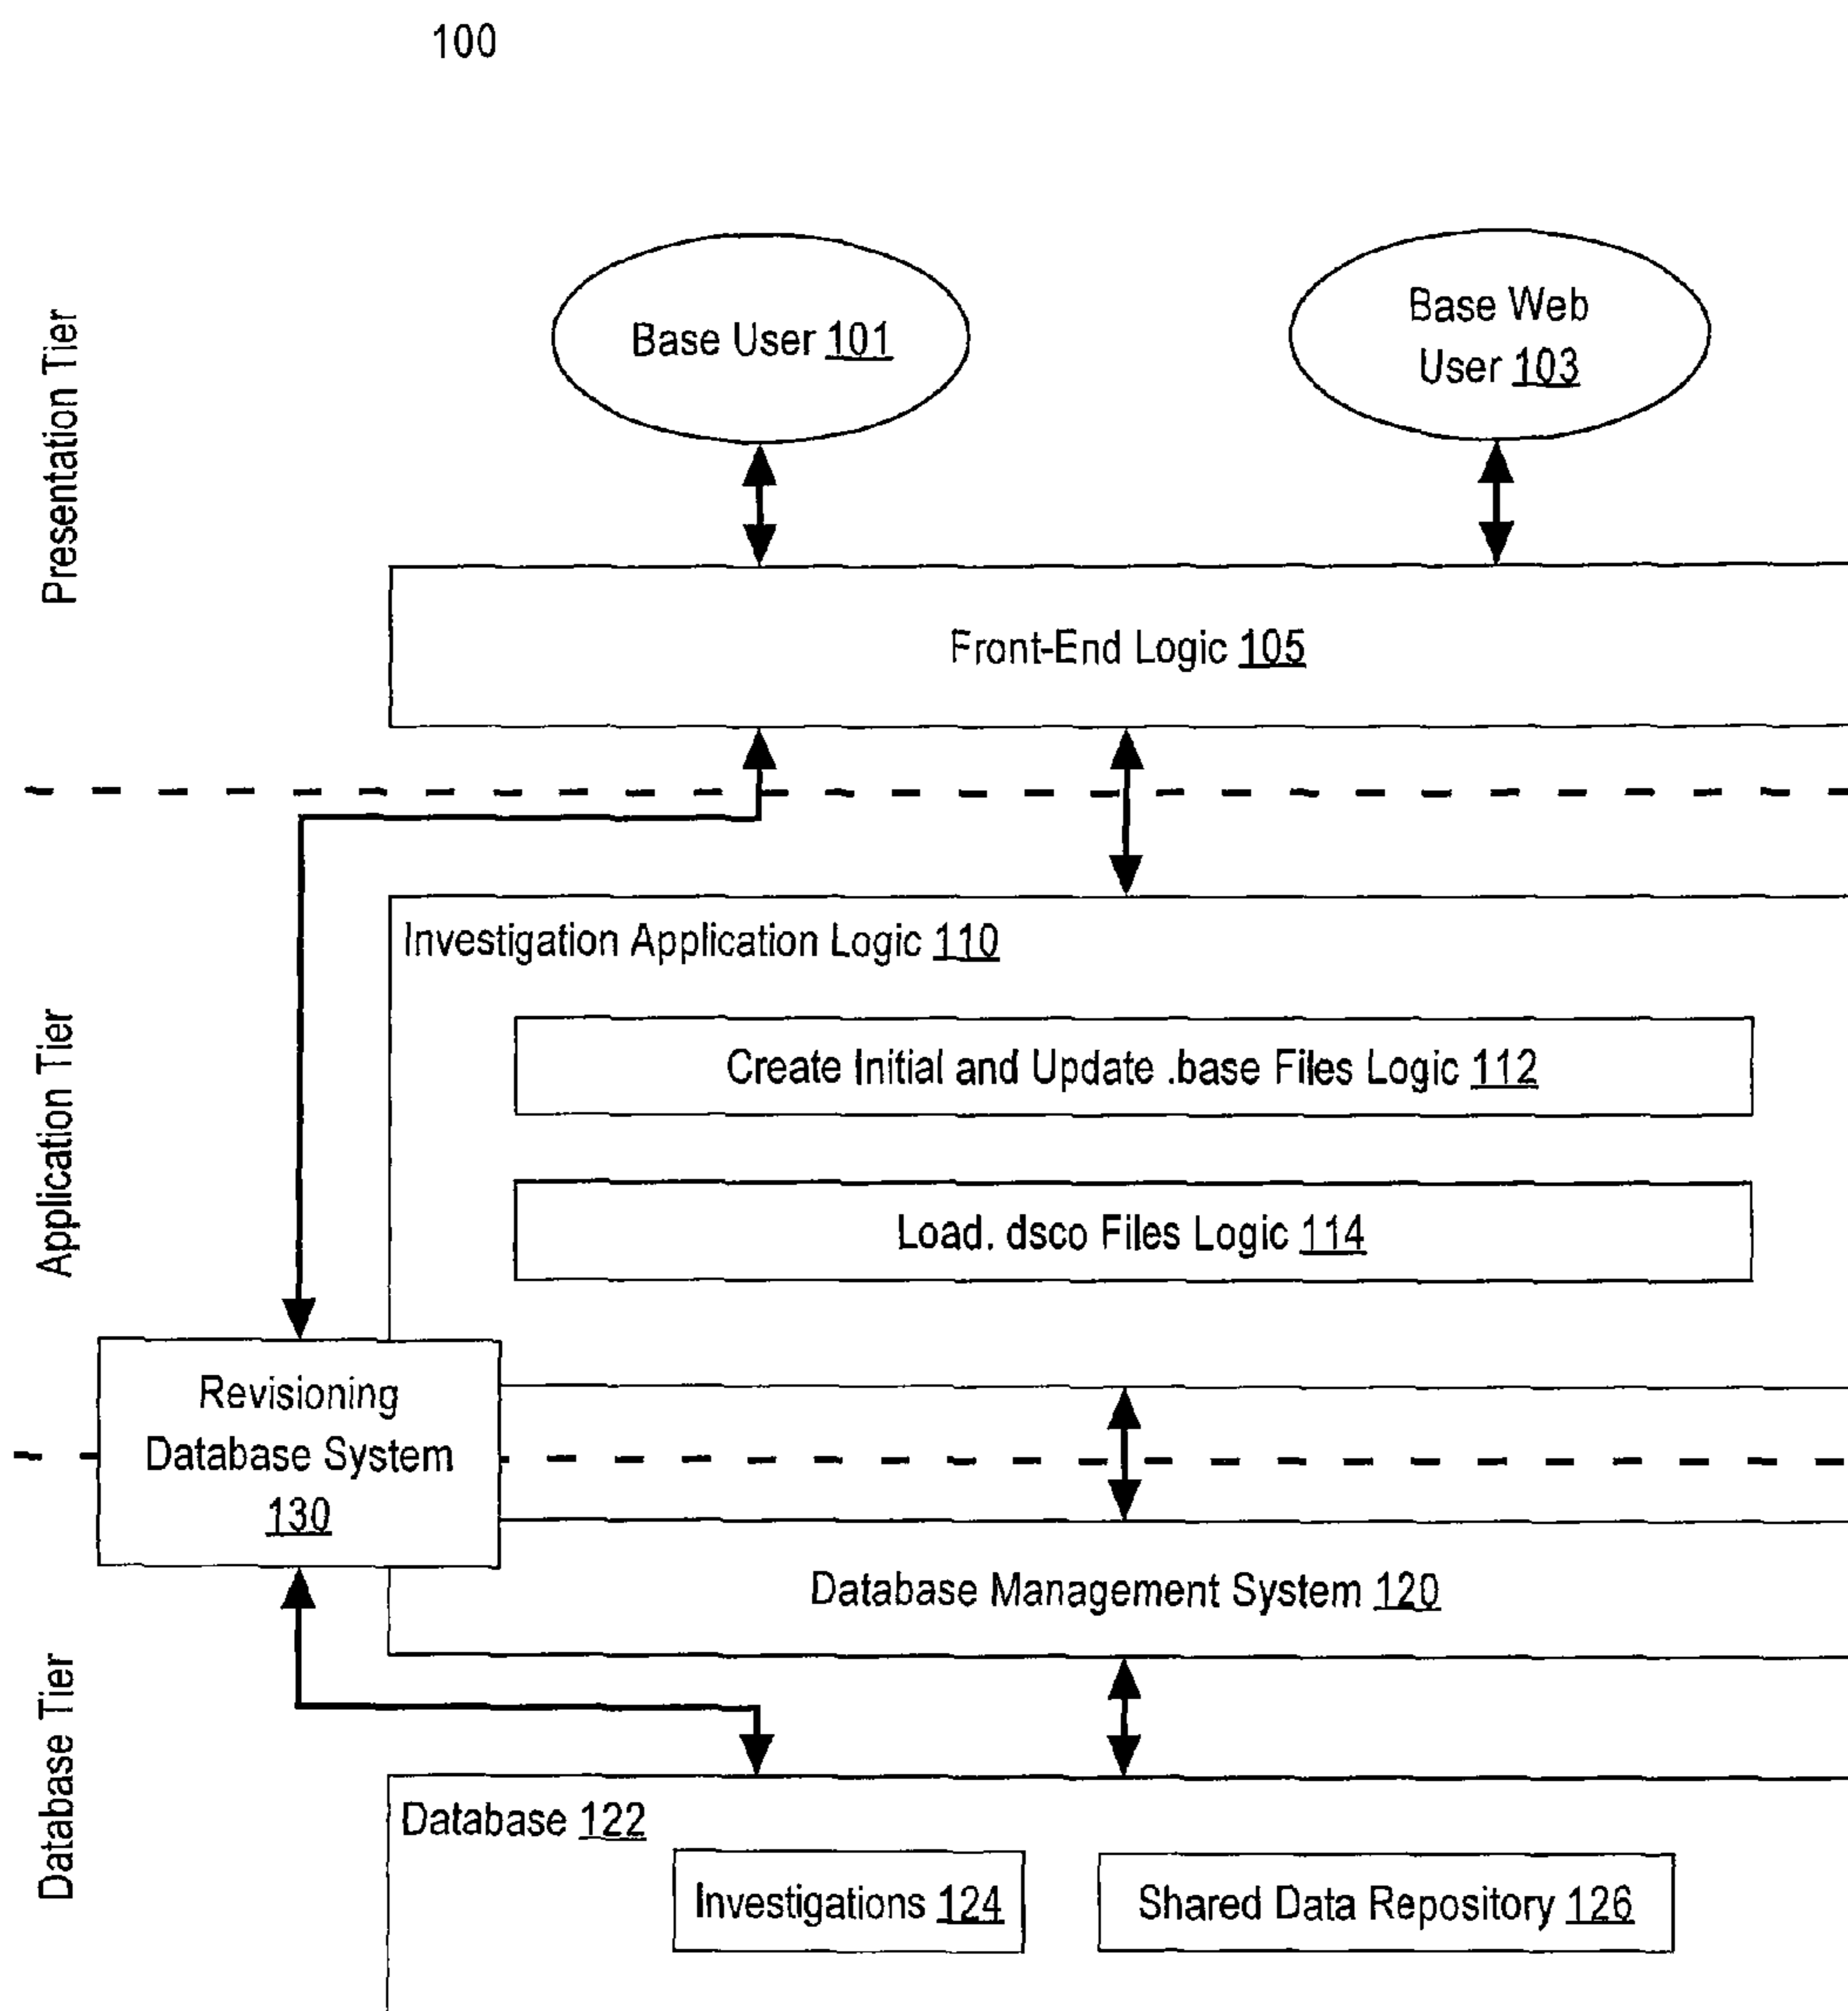 100
Presentation Tier
Base User 101
Base Web
User 103
Front-End Logic 105
Application Tier
Investigation Application Logic 110
Create Initial and Update .base Files Logic 112
Load. dsco Files Logic 114
Revisioning
Database System
130
Database Tier
Database Management System 120
Database 122
Investigations 124
Shared Data Repository 126